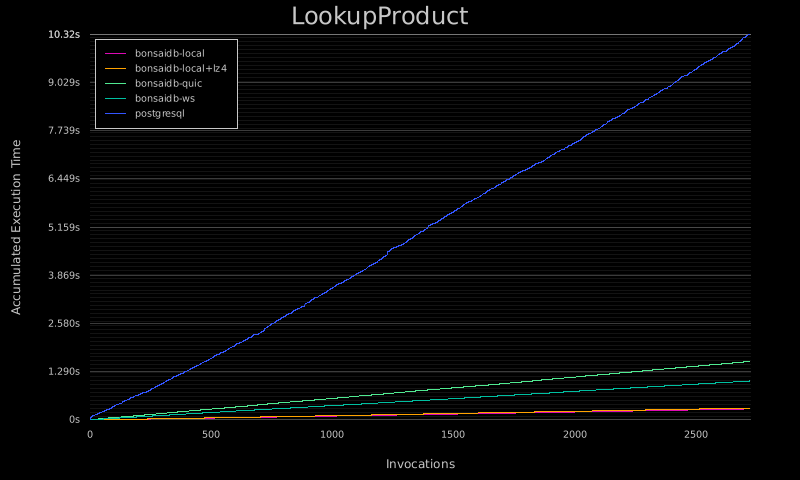 LookupProduct
10.32s
9.029s
7.739s
6.449s
5.159s
3.869s
2.580s
1.290s
0s
Accumulated Execution Time
bonsaidb-local
bonsaidb-local+lz4
bonsaidb-quic
bonsaidb-ws
postgresql
0 500 1000 1500 2000 2500
Invocations